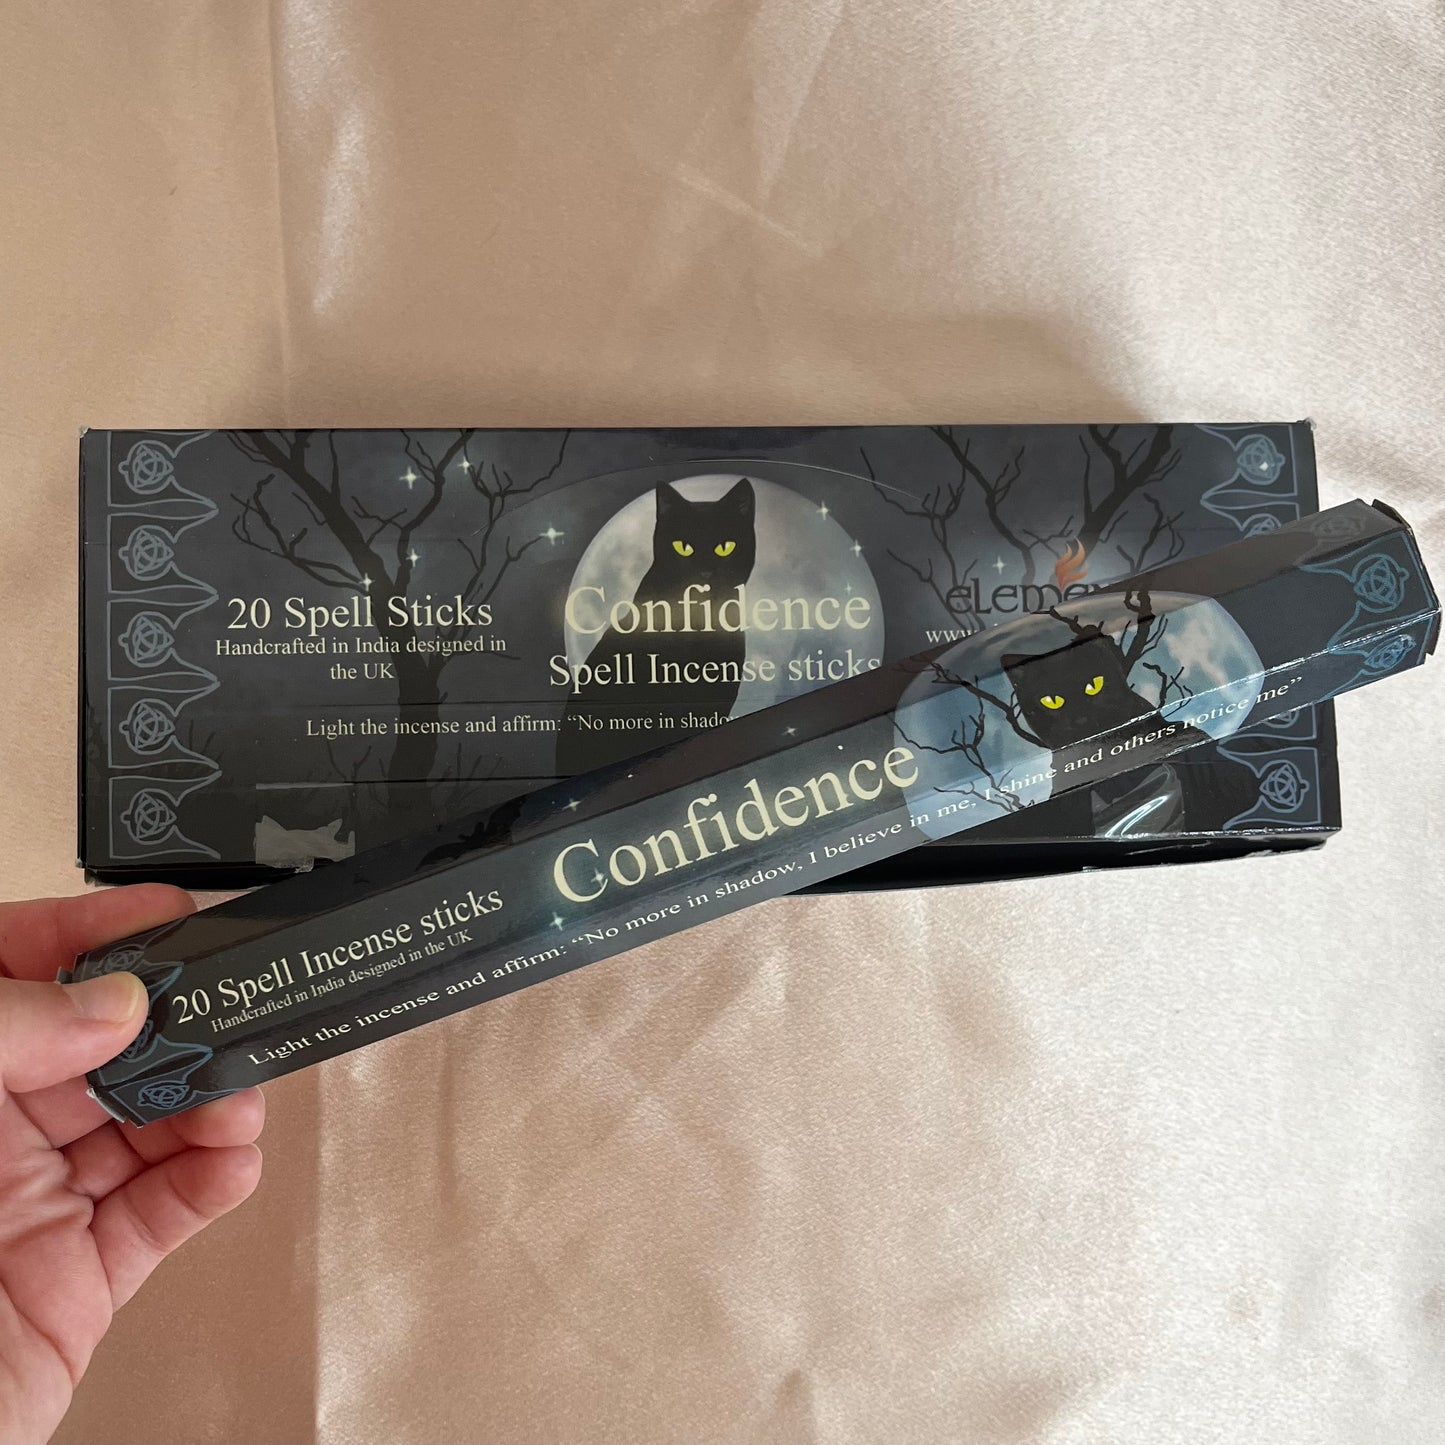 20 Spell Sticks
Handcrafted in India designed in
the UK
Confidence
Spell Incense sticks
Light the incense and affirm: “No more in
20 Spell Incense sticks
Handcrafted in India designed in the UK
Confidence
Light the incense and affirm: “No more in shadow, I believe in me, I shine and others notice me”